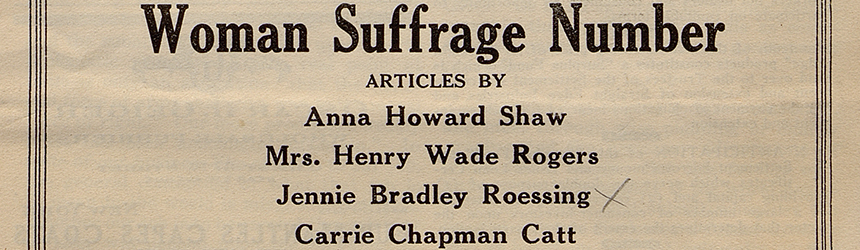 Woman Suffrage Number
ARTICLES BY
Anna Howard Shaw
Mrs. Henry Wade Rogers
Jennie Bradley Roessing
Carrie Chapman Catt